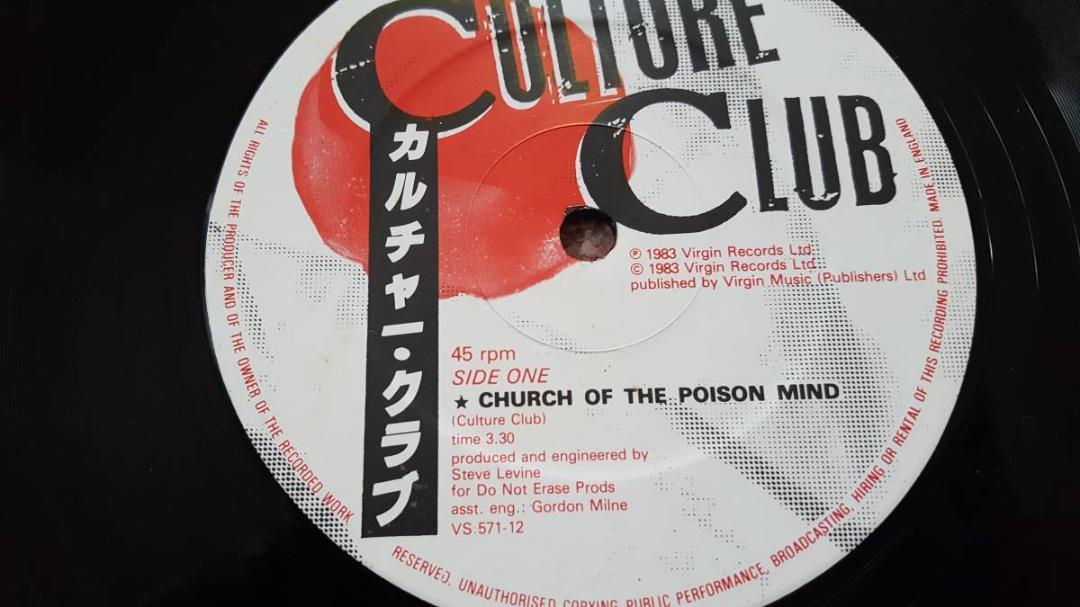 CULTURE
CLUB
カルチャー・クラブ
℗ 1983 Virgin Records Ltd.
© 1983 Virgin Records Ltd
published by Virgin Music (Publishers) Ltd
45 rpm
SIDE ONE
★ CHURCH OF THE POISON MIND
(Culture Club)
time 3.30
produced and engineered by
Steve Levine
for Do Not Erase Prods
asst. eng.: Gordon Milne
VS 571-12
ALL RIGHTS OF THE PRODUCER AND OF THE OWNER OF THE RECORDED WORK
RESERVED. UNAUTHORISED COPYING PUBLIC PERFORMANCE, BROADCASTING, HIRING OR RENTAL OF THIS RECORDING PROHIBITED. MADE IN ENGLAND